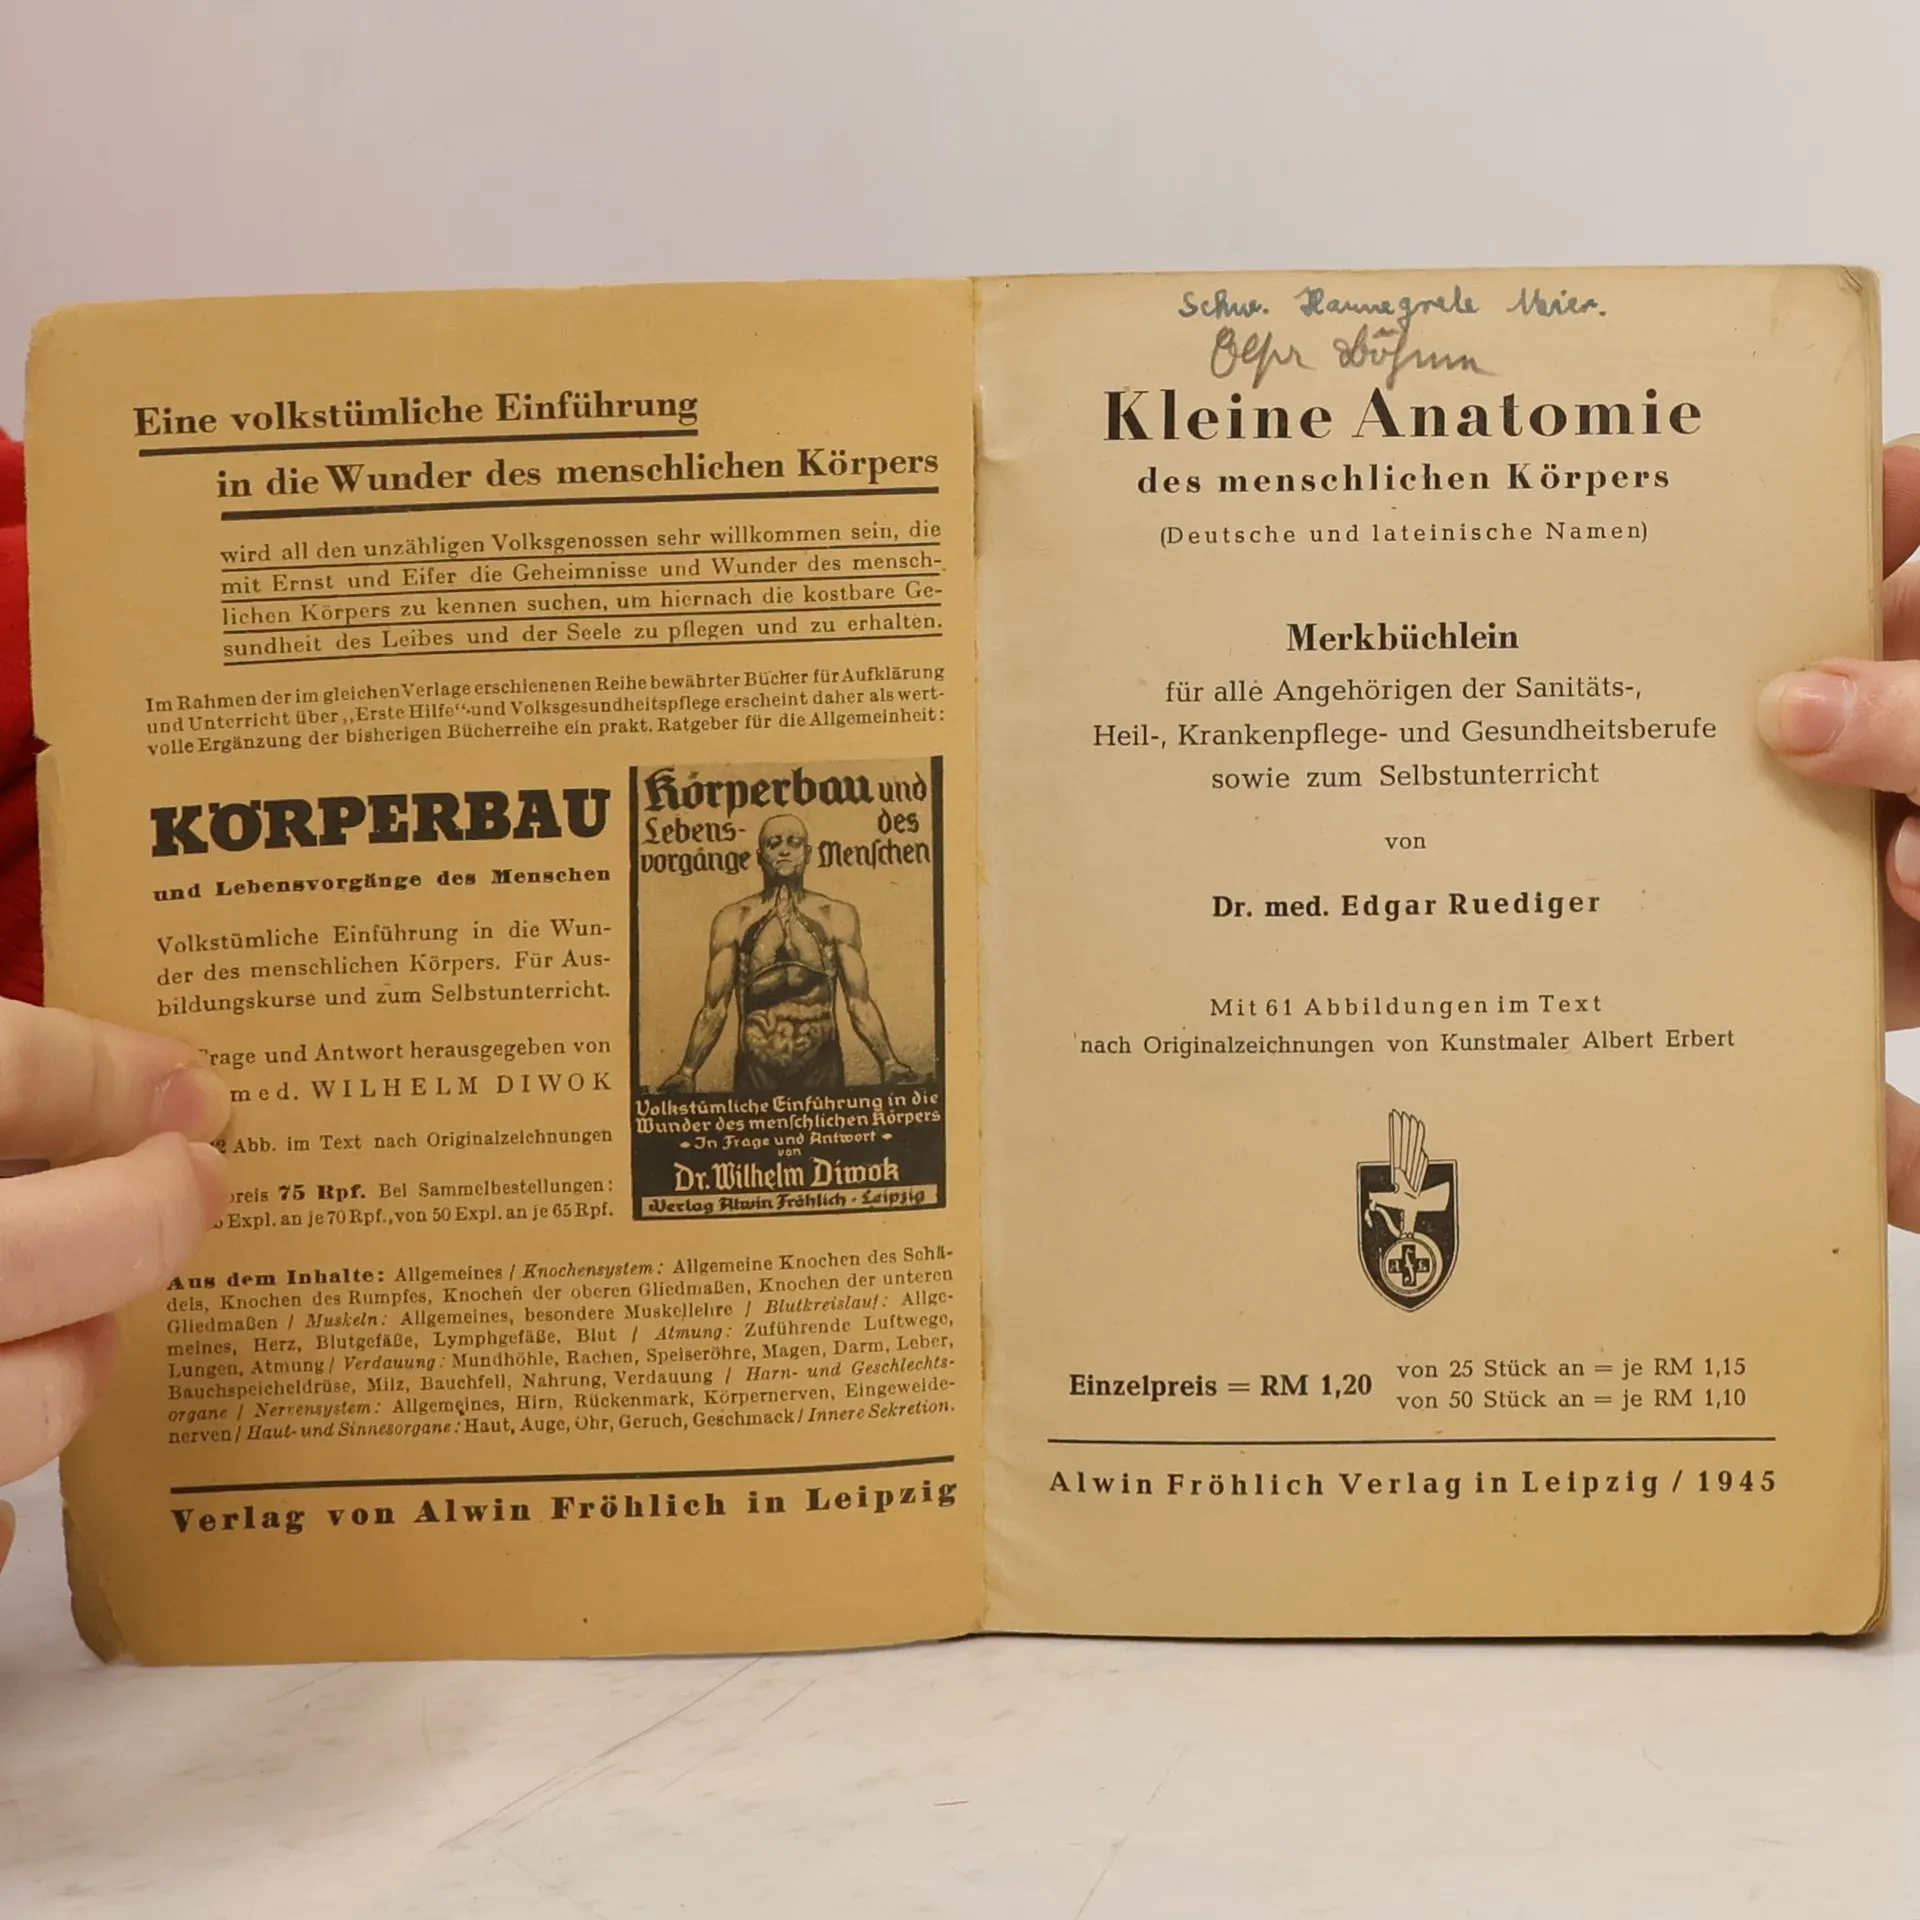 Eine volkstümliche Einführung
in die Wunder des menschlichen Körpers
wird all den unzähligen Volksgenossen sehr willkommen sein, die
mit Ernst und Eifer die Geheimnisse und Wunder des mensch-
lichen Körpers zu kennen suchen, um hiernach die kostbare Ge-
sundheit des Leibes und der Seele zu pflegen und zu erhalten.
Im Rahmen der im gleichen Verlage erschienenen Reihe bewährter Bücher für Aufklärung
und Unterricht über „Erste Hilfe“ und Volksgesundheitspflege erscheint daher als wert-
volle Ergänzung der bisherigen Bücherreihe ein prakt. Ratgeber für die Allgemeinheit:
KÖRPERBAU
und Lebensvorgänge des Menschen
Volkstümliche Einführung in die Wun-
der des menschlichen Körpers. Für Aus-
bildungskurse und zum Selbstunterricht.
Frage und Antwort herausgegeben von
med. WILHELM DIWOK
Abb. im Text nach Originalzeichnungen
preis 75 Rpf. Bei Sammelbestellungen:
Expl. an je 70 Rpf., von 50 Expl. an je 65 Rpf.
Körperbau und
Lebens- des
vorgänge Menschen
Volkstümliche Einführung in die
Wunder des menschlichen Körpers
In Frage und Antwort
von
Dr. Wilhelm Diwok
Verlag Alwin Fröhlich · Leipzig
Aus dem Inhalte: Allgemeines / Knochensystem: Allgemeine Knochen des Schä-
dels, Knochen des Rumpfes, Knochen der oberen Gliedmaßen, Knochen der unteren
Gliedmaßen / Muskeln: Allgemeines, besondere Muskellehre / Blutkreislauf: Allge-
meines, Herz, Blutgefäße, Lymphgefäße, Blut / Atmung: Zuführende Luftwege,
Lungen, Atmung / Verdauung: Mundhöhle, Rachen, Speiseröhre, Magen, Darm, Leber,
Bauchspeicheldrüse, Milz, Bauchfell, Nahrung, Verdauung / Harn- und Geschlechts-
organe / Nervensystem: Allgemeines, Hirn, Rückenmark, Körpernerven, Eingeweide-
nerven / Haut- und Sinnesorgane: Haut, Auge, Ohr, Geruch, Geschmack / Innere Sekretion.
Verlag von Alwin Fröhlich in Leipzig
Schw. Hannegrete Meier.
Böhm
Kleine Anatomie
des menschlichen Körpers
(Deutsche und lateinische Namen)
Merkbüchlein
für alle Angehörigen der Sanitäts-,
Heil-, Krankenpflege- und Gesundheitsberufe
sowie zum Selbstunterricht
von
Dr. med. Edgar Ruediger
Mit 61 Abbildungen im Text
nach Originalzeichnungen von Kunstmaler Albert Erbert
AFL
Einzelpreis = RM 1,20
von 25 Stück an = je RM 1,15
von 50 Stück an = je RM 1,10
Alwin Fröhlich Verlag in Leipzig / 1945